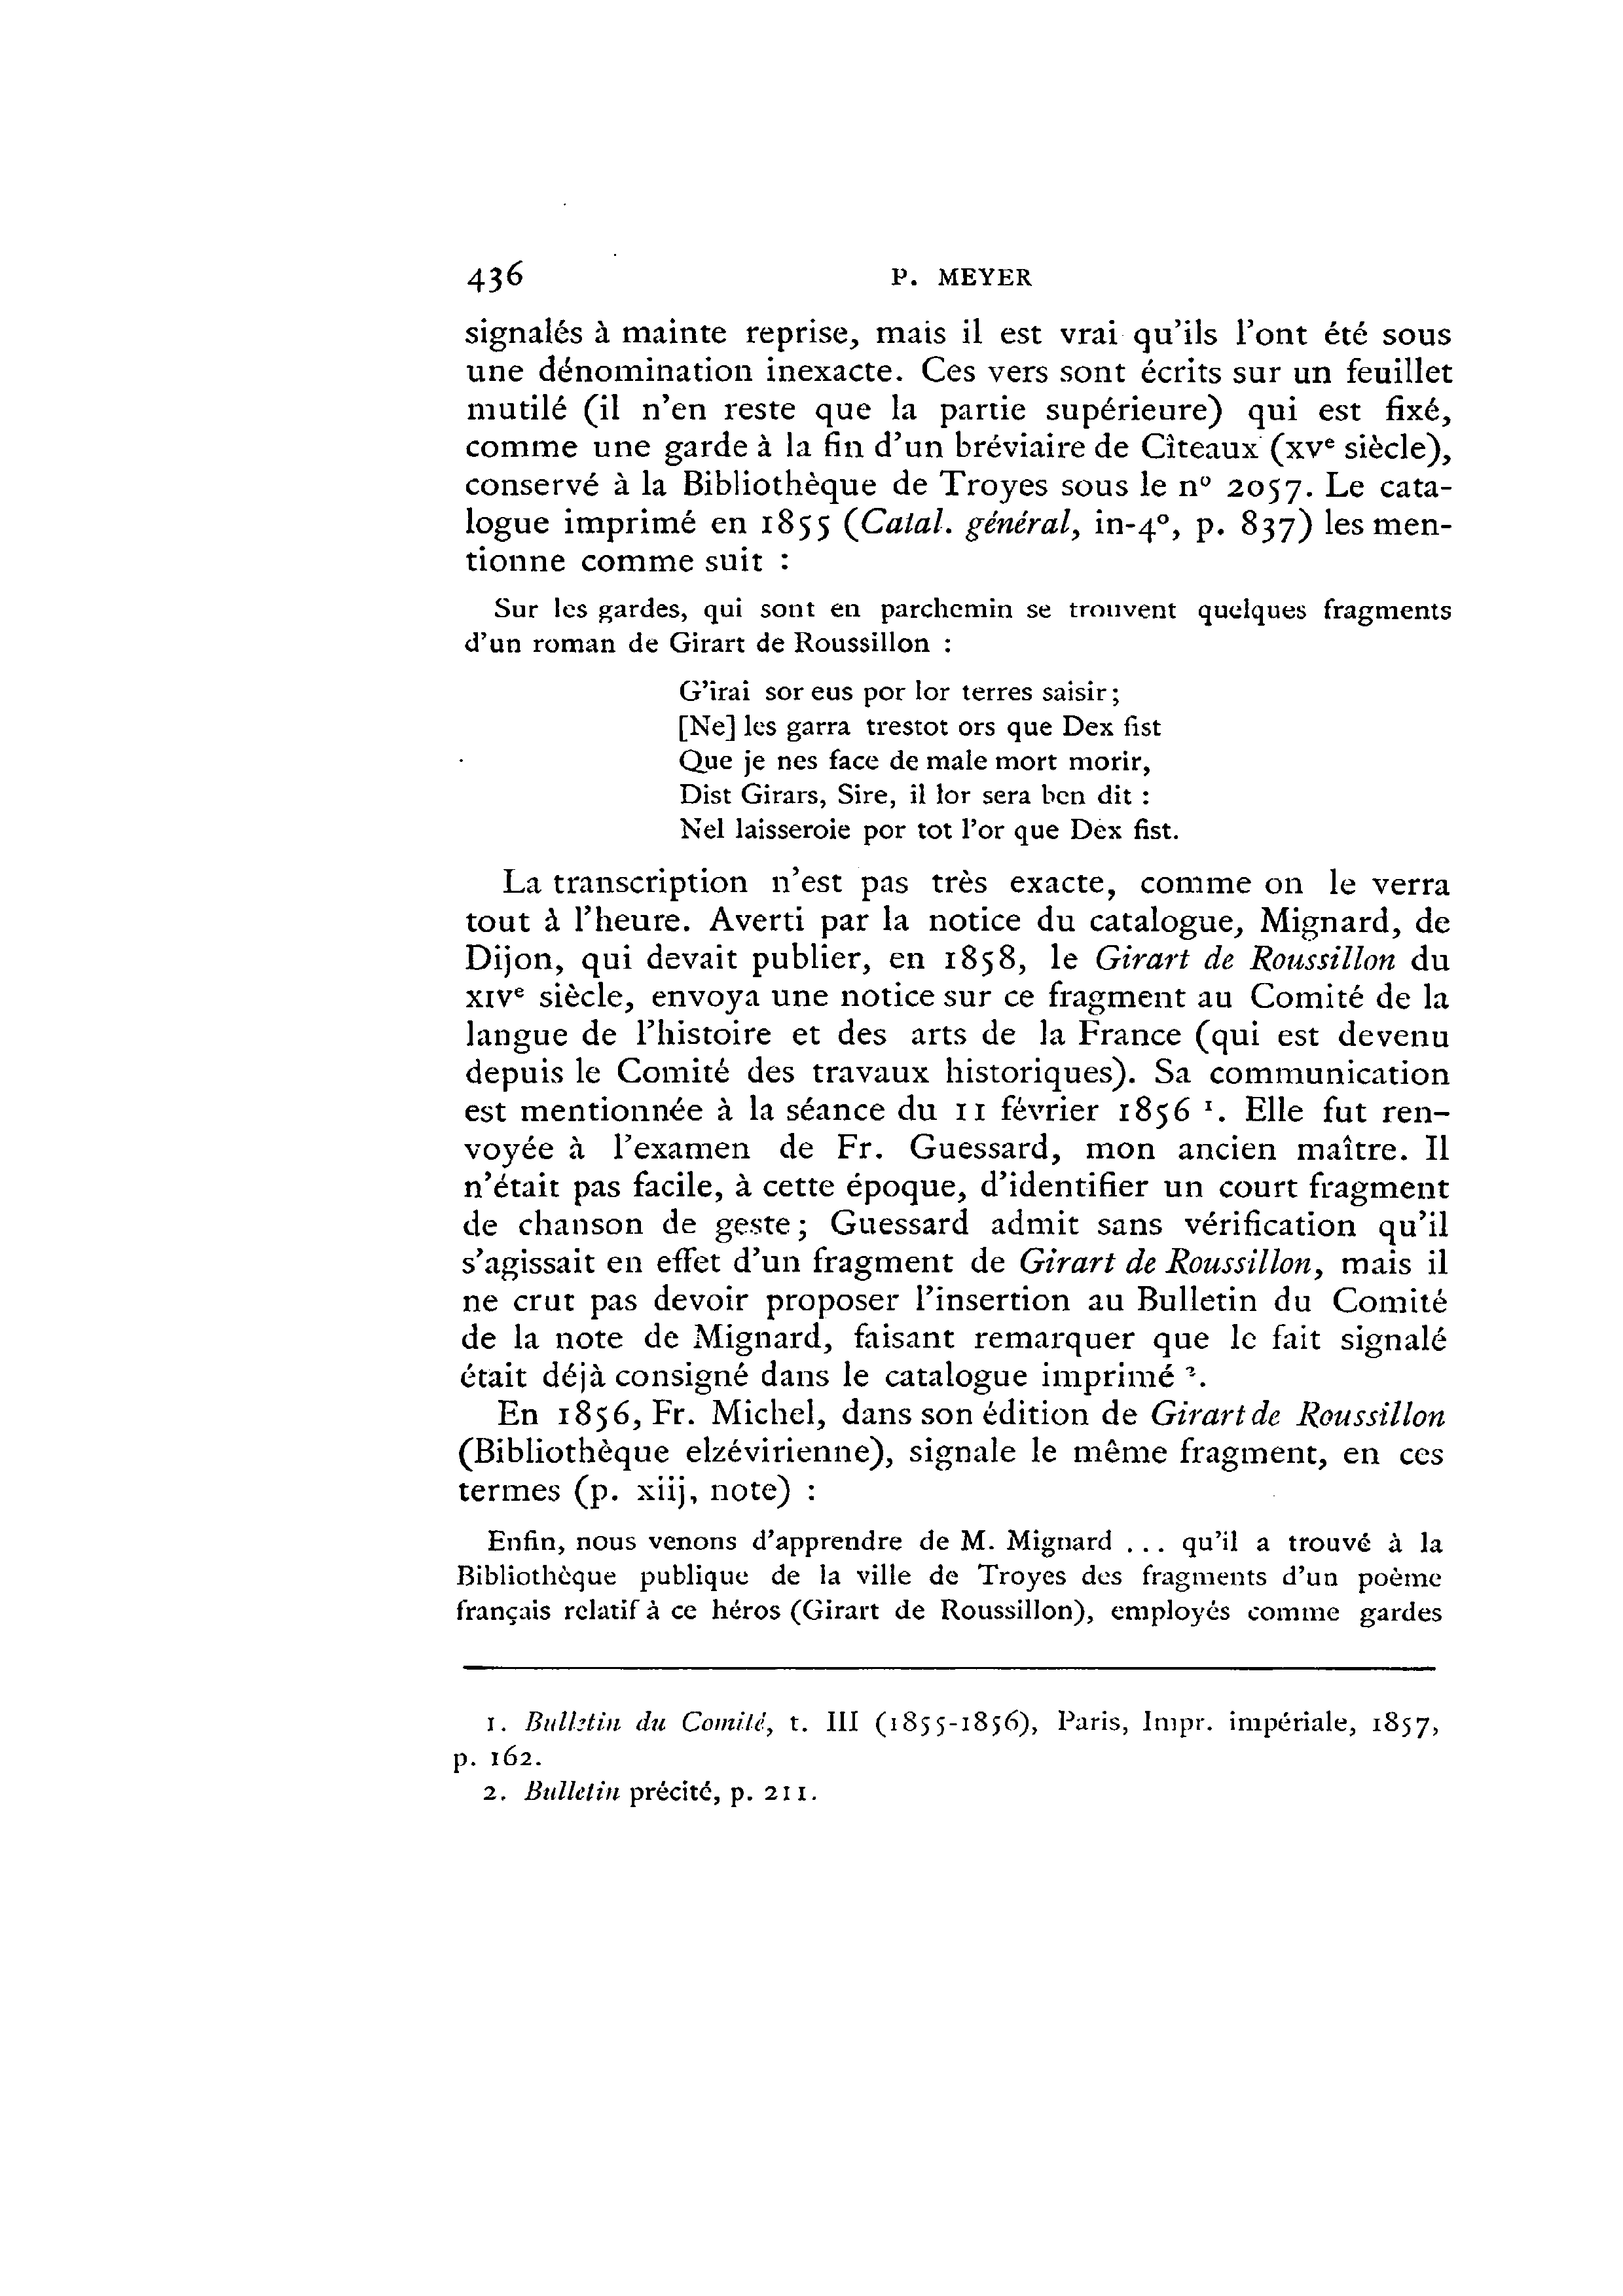 436 P. MEYER
signalés à mainte reprise, mais il est vrai qu'ils l'ont été sous
une dénomination inexacte. Ces vers sont écrits sur un feuillet
mutilé (il n'en reste que la partie supérieure) qui est fixé,
comme une garde à la fin d'un bréviaire de Cîteaux (XVe siècle),
conservé à la Bibliothèque de Troyes sous le nº 2057. Le cata-
logue imprimé en 1855 (Catal. général, in-4º, p. 837) les men-
tionne comme suit :
Sur les gardes, qui sont en parchemin se trouvent quelques fragments
d'un roman de Girart de Roussillon :
G'irai sor eus por lor terres saisir;
[Ne] les garra trestot ors que Dex fist
Que je nes face de male mort morir,
Dist Girars, Sire, il lor sera ben dit :
Nel laisseroie por tot l'or que Dex fist.
La transcription n'est pas très exacte, comme on le verra
tout à l'heure. Averti par la notice du catalogue, Mignard, de
Dijon, qui devait publier, en 1858, le Girart de Roussillon du
XIVe siècle, envoya une notice sur ce fragment au Comité de la
langue de l'histoire et des arts de la France (qui est devenu
depuis le Comité des travaux historiques). Sa communication
est mentionnée à la séance du 11 février 1856 ¹. Elle fut ren-
voyée à l'examen de Fr. Guessard, mon ancien maître. Il
n'était pas facile, à cette époque, d'identifier un court fragment
de chanson de geste; Guessard admit sans vérification qu'il
s'agissait en effet d'un fragment de Girart de Roussillon, mais il
ne crut pas devoir proposer l'insertion au Bulletin du Comité
de la note de Mignard, faisant remarquer que le fait signalé
était déjà consigné dans le catalogue imprimé ².
En 1856, Fr. Michel, dans son édition de Girart de Roussillon
(Bibliothèque elzévirienne), signale le même fragment, en ces
termes (p. xiij, note) :
Enfin, nous venons d'apprendre de M. Mignard ... qu'il a trouvé à la
Bibliothèque publique de la ville de Troyes des fragments d'un poème
français relatif à ce héros (Girart de Roussillon), employés comme gardes
1. Bulletin du Comité, t. III (1855-1856), Paris, Impr. impériale, 1857,
p. 162.
2. Bulletin précité, p. 211.